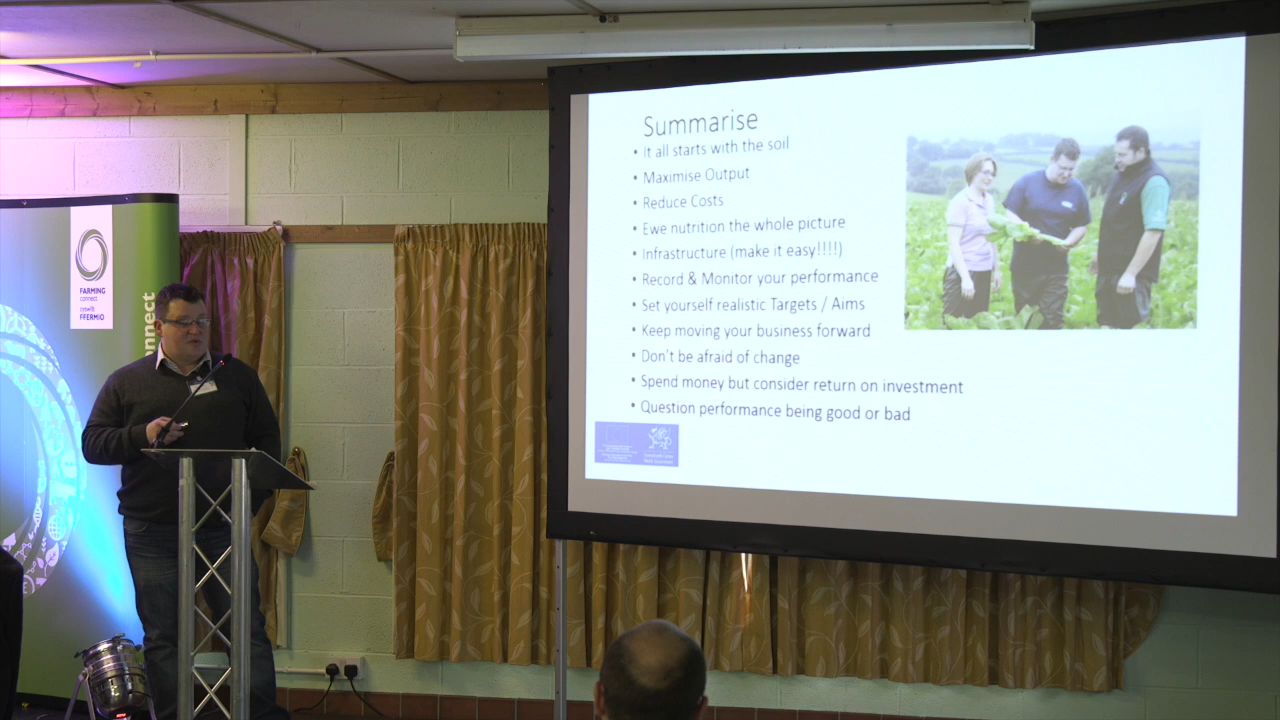 Summarise
• It all starts with the soil
• Maximise Output
• Reduce Costs
• Ewe nutrition the whole picture
• Infrastructure (make it easy!!!!)
• Record & Monitor your performance
• Set yourself realistic Targets / Aims
• Keep moving your business forward
• Don't be afraid of change
• Spend money but consider return on investment
• Question performance being good or bad
FARMING
connect
cyswllt
FFERMIO
onnect